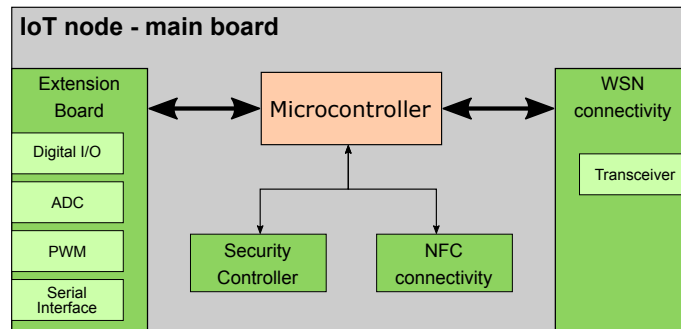 IoT node - main board
Extension
Board
Digital I/O
ADC
PWM
Serial
Interface
Microcontroller
Security
Controller
NFC
connectivity
WSN
connectivity
Transceiver